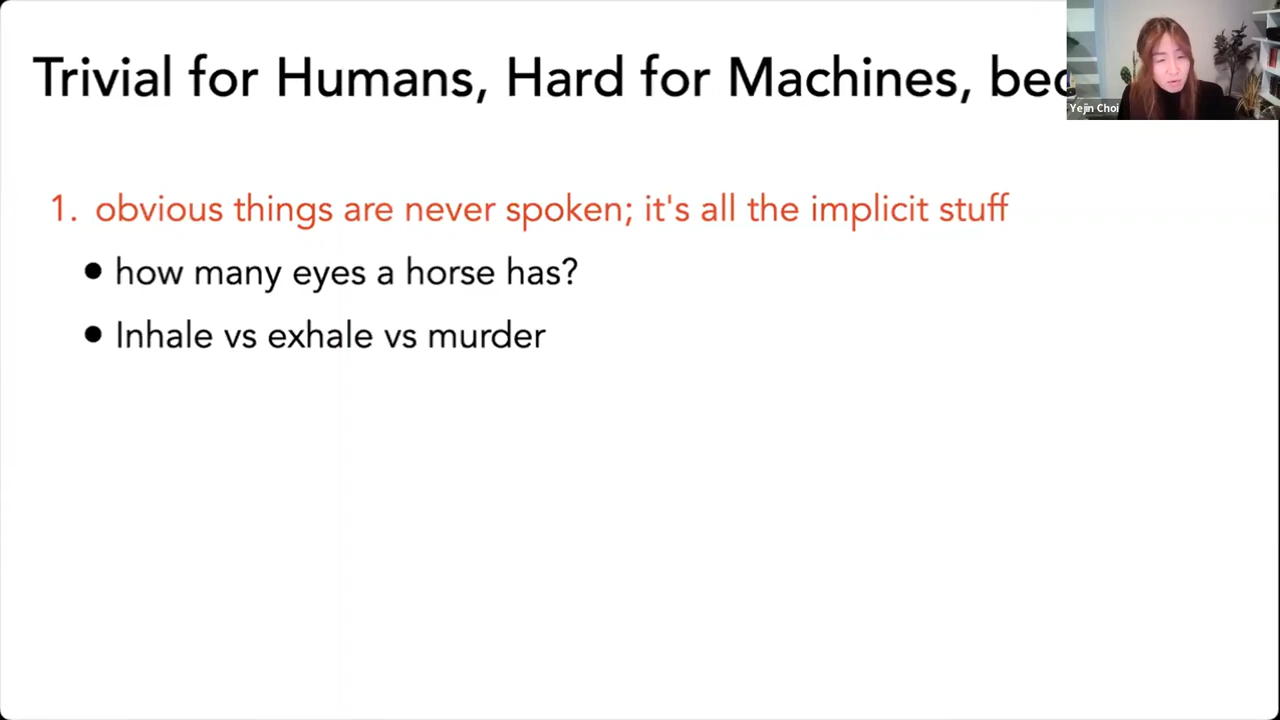 Trivial for Humans, Hard for Machines,
Yejin Choi
1. obvious things are never spoken; it's all the implicit stuff
• how many eyes a horse has?
• Inhale vs exhale vs murder